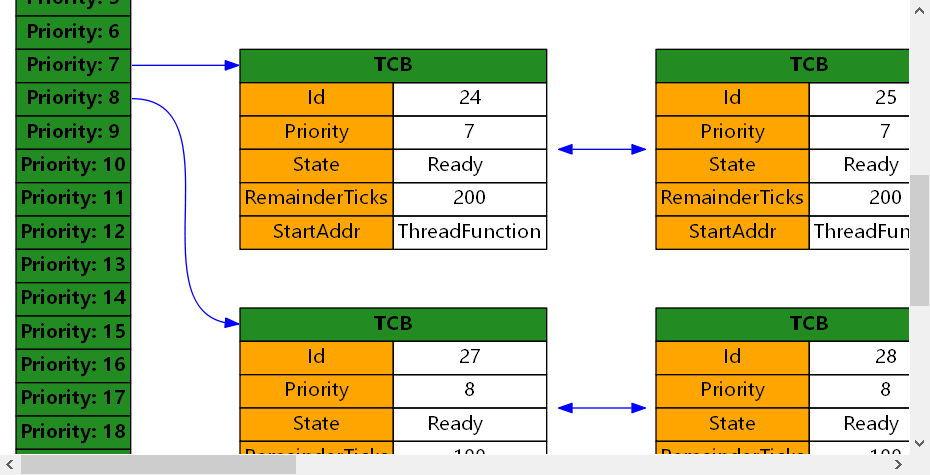 Priority: 6
Priority: 7
Priority: 8
Priority: 9
Priority: 10
Priority: 11
Priority: 12
Priority: 13
Priority: 14
Priority: 15
Priority: 16
Priority: 17
Priority: 18
TCB
Id 24
Priority 7
State Ready
RemainderTicks 200
StartAddr ThreadFunction
TCB
Id 25
Priority 7
State Ready
RemainderTicks 200
StartAddr ThreadFun
TCB
Id 27
Priority 8
State Ready
TCB
Id 28
Priority 8
State Ready